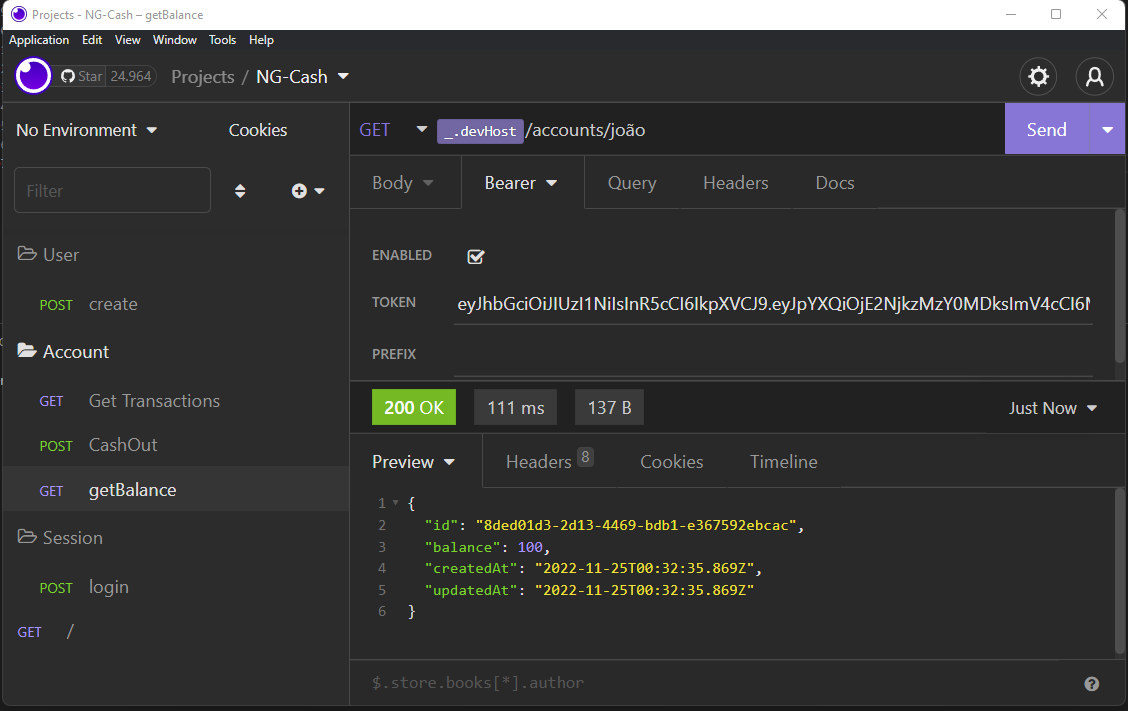 Projects - NG-Cash – getBalance
Application Edit View Window Tools Help
Star 24.964 Projects / NG-Cash
No Environment Cookies
GET _.devHost/accounts/joão Send
Filter
Body Bearer Query Headers Docs
User
POST create
Account
GET Get Transactions
POST CashOut
GET getBalance
Session
POST login
GET /
ENABLED
TOKEN eyJhbGciOiJIUzI1NiIsInR5cCI6IkpXVCJ9.eyJpYXQiOjE2NjkzMzY0MDksImV4cCI6
PREFIX
200 OK 111 ms 137 B Just Now
Preview Headers 8 Cookies Timeline
1 {
2 "id": "8ded01d3-2d13-4469-bdb1-e367592ebcac",
3 "balance": 100,
4 "createdAt": "2022-11-25T00:32:35.869Z",
5 "updatedAt": "2022-11-25T00:32:35.869Z"
6 }
$.store.books[*].author